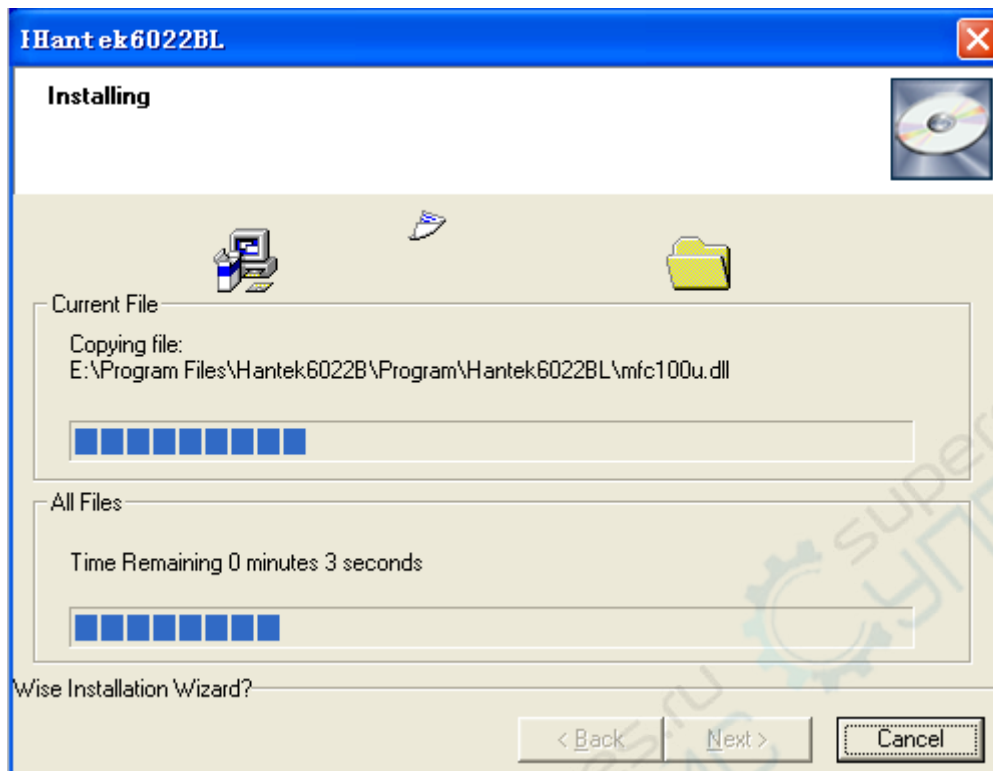 IHantek6022BL
Installing
Current File
Copying file:
E:\Program Files\Hantek6022B\Program\Hantek6022BL\mfc100u.dll
All Files
Time Remaining 0 minutes 3 seconds
Wise Installation Wizard?
< Back
Next >
Cancel